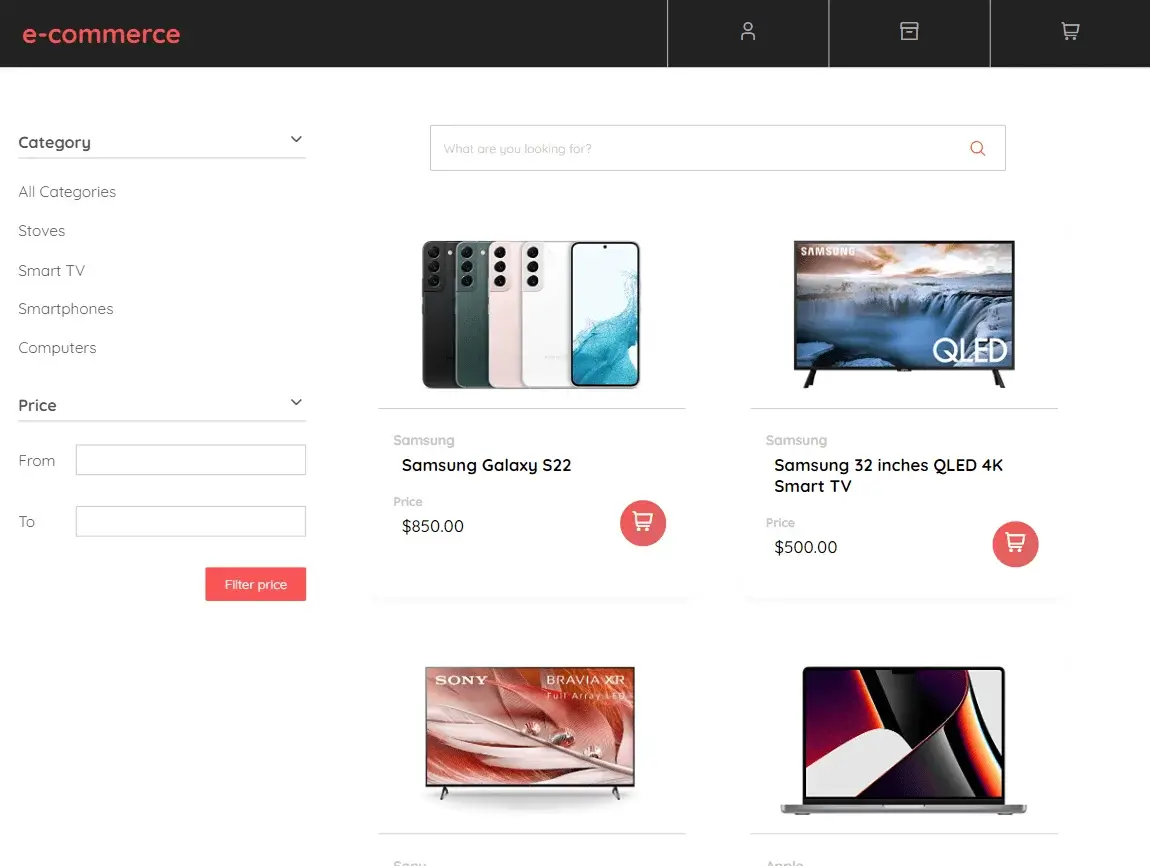 e-commerce
Category
All Categories
Stoves
Smart TV
Smartphones
Computers
Price
From
To
Filter price
What are you looking for?
Samsung
Samsung Galaxy S22
Price
$850.00
SAMSUNG
QLED
Samsung
Samsung 32 inches QLED 4K
Smart TV
Price
$500.00
SONY
BRAVIA XR
Full Array LED
Sony
Apple